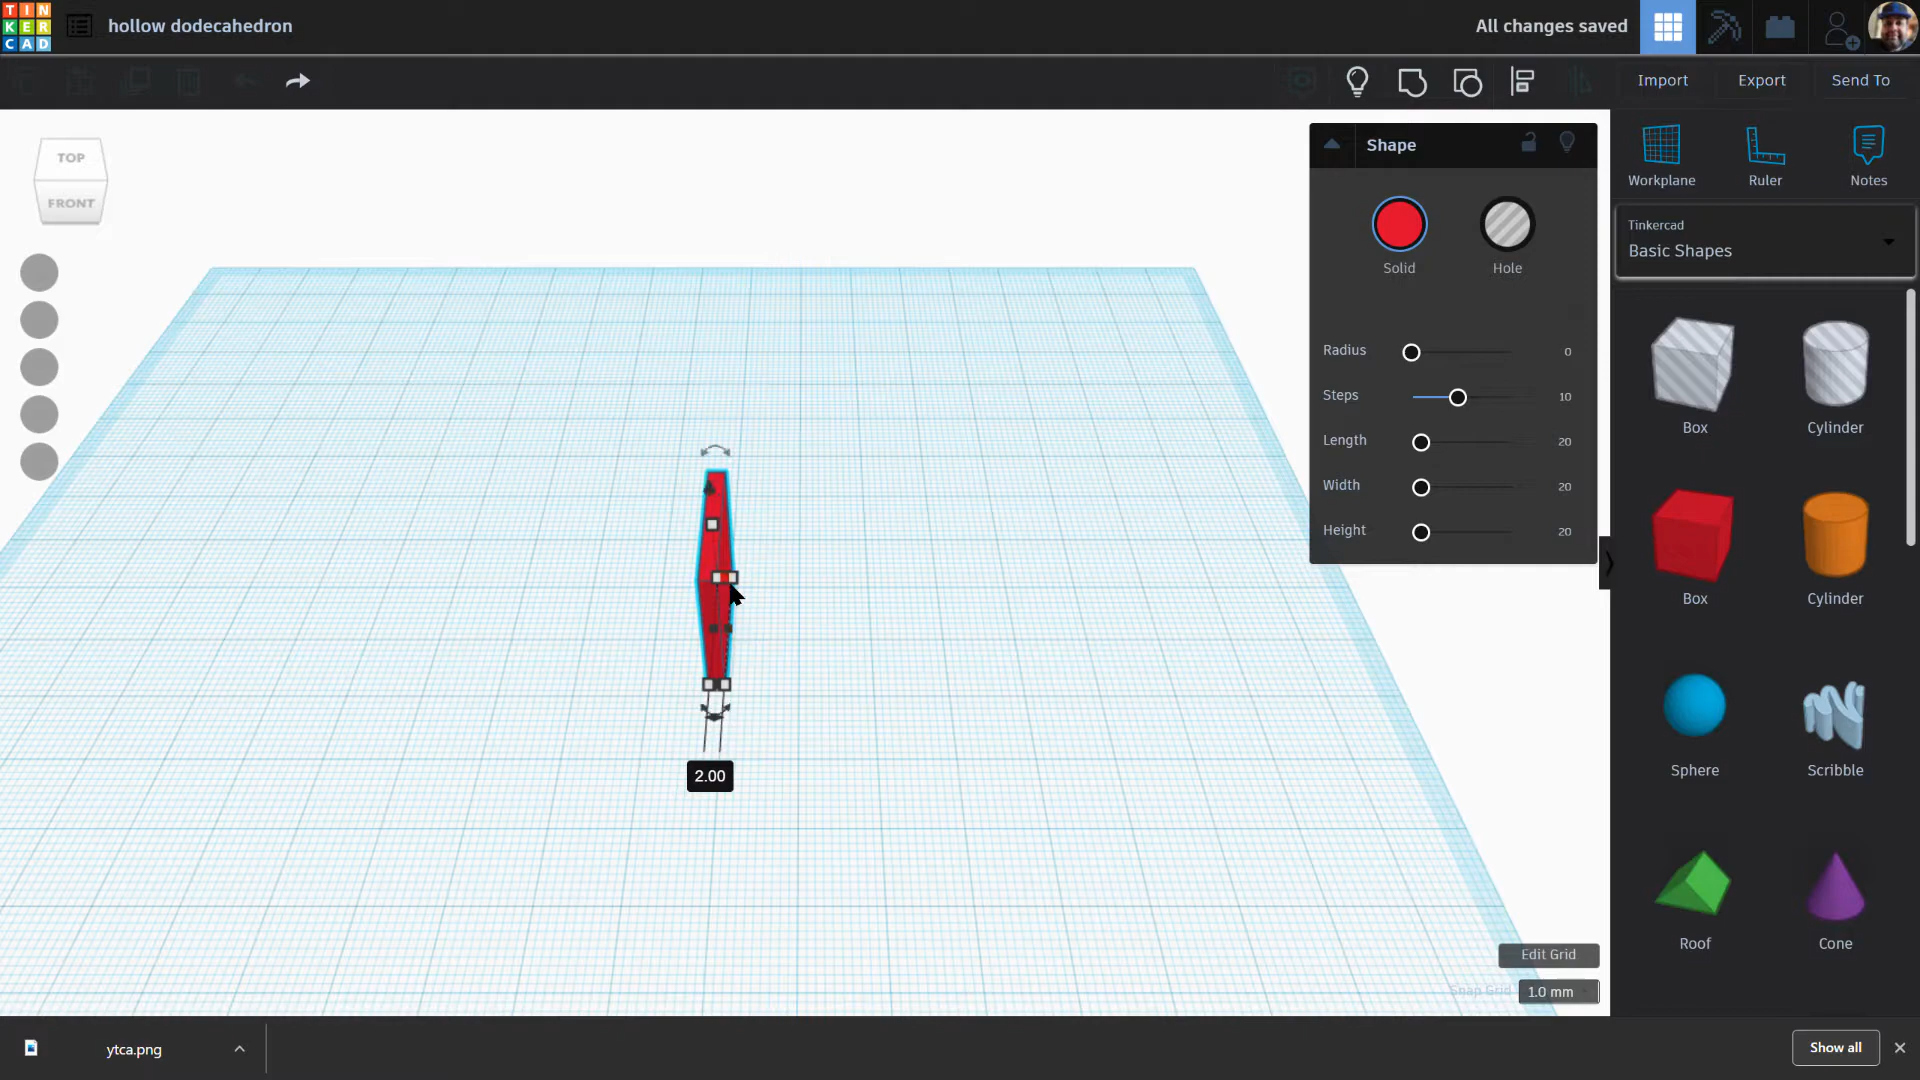 TIN
KER
CAD
hollow dodecahedron
All changes saved
Import
Export
Send To
TOP
FRONT
Shape
Solid
Hole
Radius
0
Steps
10
Length
20
Width
20
Height
20
Workplane
Ruler
Notes
Tinkercad
Basic Shapes
Box
Cylinder
Box
Cylinder
Sphere
Scribble
Roof
Cone
2.00
Edit Grid
Snap Grid
1.0 mm
ytca.png
Show all